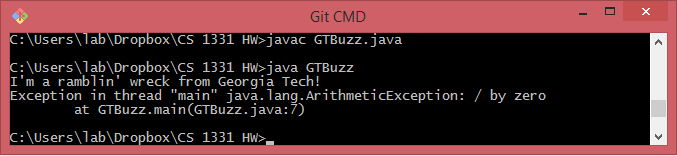 Git CMD
C:\Users\lab\Dropbox\CS 1331 HW>javac GTBuzz.java
C:\Users\lab\Dropbox\CS 1331 HW>java GTBuzz
I'm a ramblin' wreck from Georgia Tech!
Exception in thread "main" java.lang.ArithmeticException: / by zero
        at GTBuzz.main(GTBuzz.java:7)
C:\Users\lab\Dropbox\CS 1331 HW>_